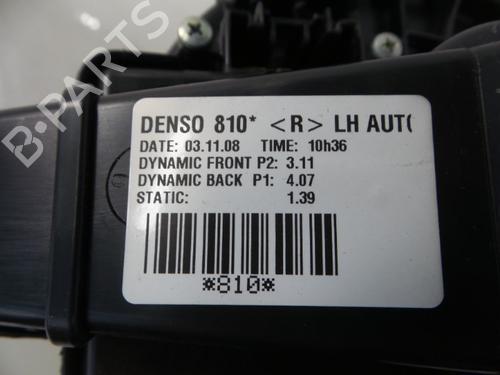 B-PARTS
DENSO 810* <R> LH AUT(
DATE: 03.11.08 TIME: 10h36
DYNAMIC FRONT P2: 3.11
DYNAMIC BACK P1: 4.07
STATIC: 1.39
*810*